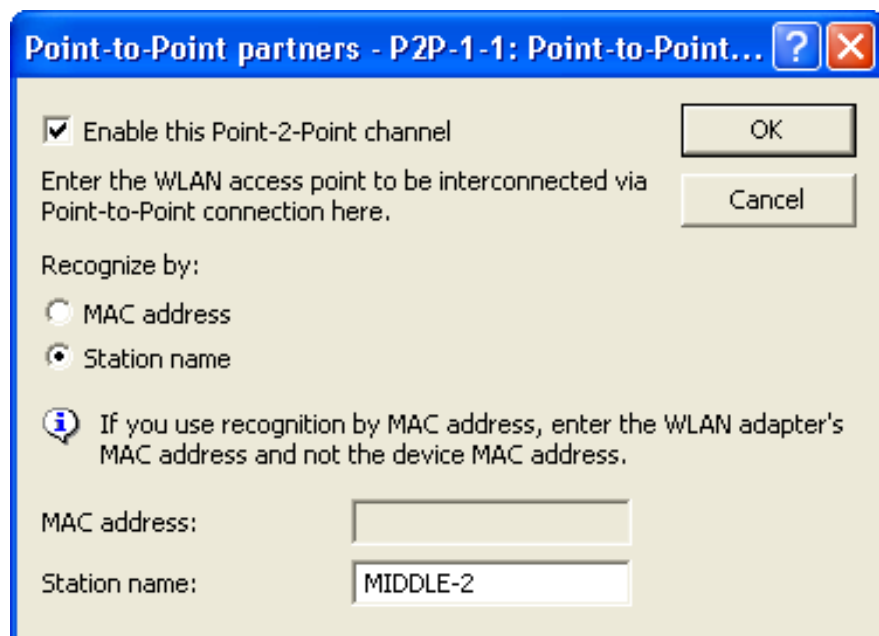 Point-to-Point partners - P2P-1-1: Point-to-Point...
Enable this Point-2-Point channel
OK
Enter the WLAN access point to be interconnected via
Point-to-Point connection here.
Cancel
Recognize by:
MAC address
Station name
If you use recognition by MAC address, enter the WLAN adapter's
MAC address and not the device MAC address.
MAC address:
Station name: MIDDLE-2